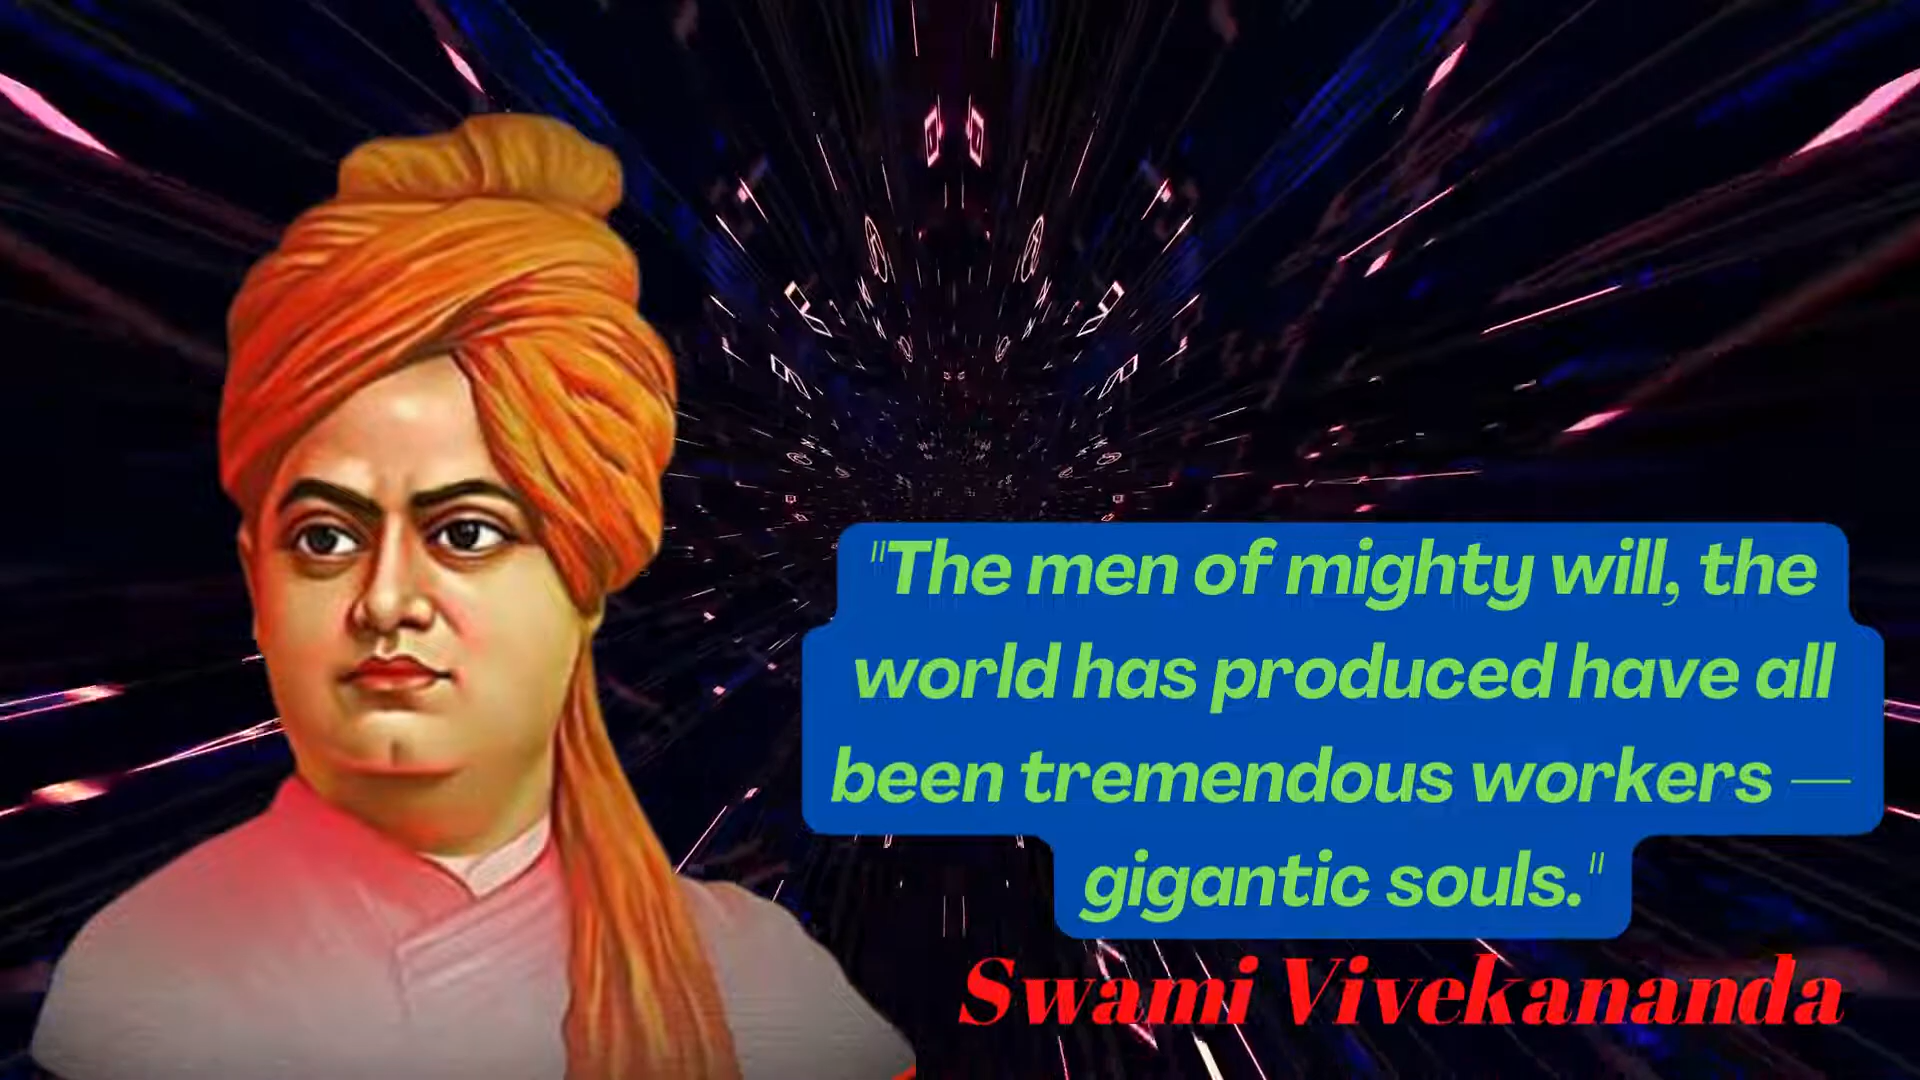 "The men of mighty will, the
world has produced have all
been tremendous workers —
gigantic souls."
Swami Vivekananda